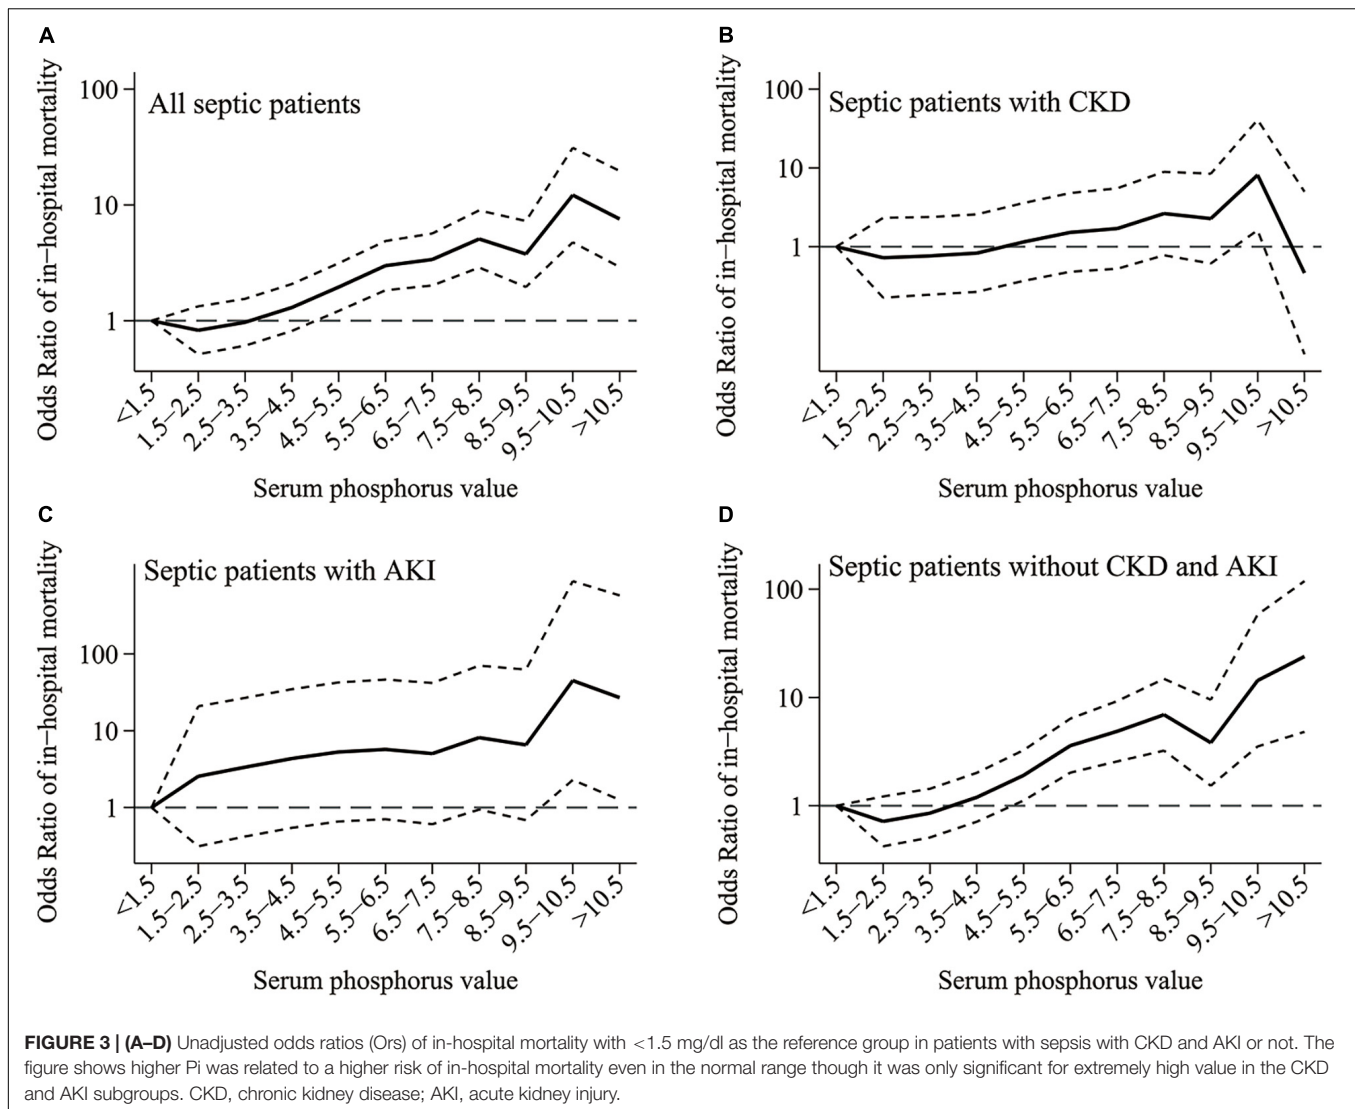 A
Odds Ratio of in−hospital mortality
All septic patients
100
10
1
<1.5
1.5−2.5
2.5−3.5
3.5−4.5
4.5−5.5
5.5−6.5
6.5−7.5
7.5−8.5
8.5−9.5
9.5−10.5
>10.5
Serum phosphorus value
B
Odds Ratio of in−hospital mortality
Septic patients with CKD
100
10
1
<1.5
1.5−2.5
2.5−3.5
3.5−4.5
4.5−5.5
5.5−6.5
6.5−7.5
7.5−8.5
8.5−9.5
9.5−10.5
>10.5
Serum phosphorus value
C
Odds Ratio of in−hospital mortality
Septic patients with AKI
100
10
1
<1.5
1.5−2.5
2.5−3.5
3.5−4.5
4.5−5.5
5.5−6.5
6.5−7.5
7.5−8.5
8.5−9.5
9.5−10.5
>10.5
Serum phosphorus value
D
Odds Ratio of in−hospital mortality
Septic patients without CKD and AKI
100
10
1
<1.5
1.5−2.5
2.5−3.5
3.5−4.5
4.5−5.5
5.5−6.5
6.5−7.5
7.5−8.5
8.5−9.5
9.5−10.5
>10.5
Serum phosphorus value
FIGURE 3 | (A–D) Unadjusted odds ratios (Ors) of in-hospital mortality with <1.5 mg/dl as the reference group in patients with sepsis with CKD and AKI or not. The
figure shows higher Pi was related to a higher risk of in-hospital mortality even in the normal range though it was only significant for extremely high value in the CKD
and AKI subgroups. CKD, chronic kidney disease; AKI, acute kidney injury.